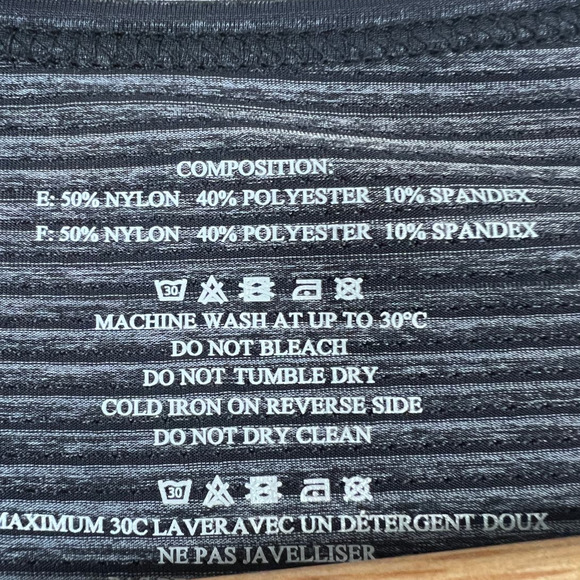 COMPOSITION:
E: 50% NYLON 40% POLYESTER 10% SPANDEX
F: 50% NYLON 40% POLYESTER 10% SPANDEX
30
MACHINE WASH AT UP TO 30°C
DO NOT BLEACH
DO NOT TUMBLE DRY
COLD IRON ON REVERSE SIDE
DO NOT DRY CLEAN
30
MAXIMUM 30C LAVER AVEC UN DÉTERGENT DOUX
NE PAS JAVELLISER